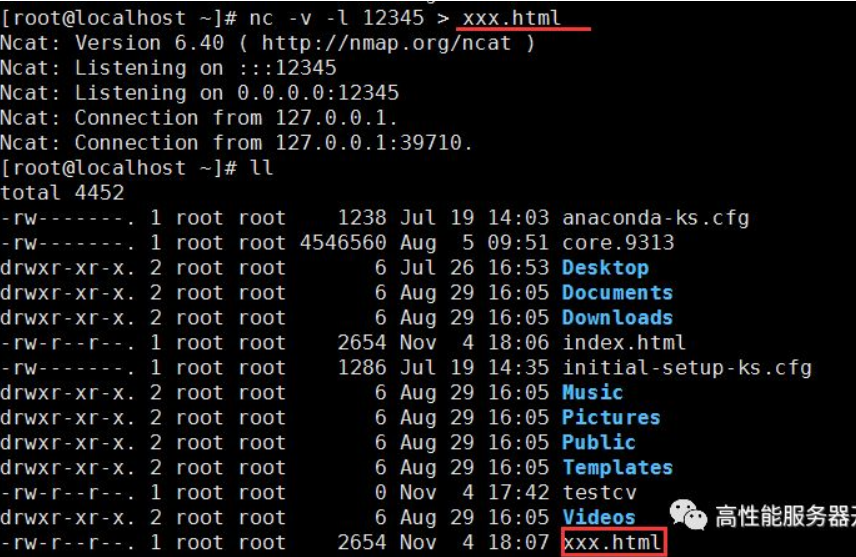 [root@localhost ~]# nc -v -l 12345 > xxx.html
Ncat: Version 6.40 ( http://nmap.org/ncat )
Ncat: Listening on :::12345
Ncat: Listening on 0.0.0.0:12345
Ncat: Connection from 127.0.0.1.
Ncat: Connection from 127.0.0.1:39710.
[root@localhost ~]# ll
total 4452
-rw-------. 1 root root    1238 Jul 19 14:03 anaconda-ks.cfg
-rw-------. 1 root root 4546560 Aug  5 09:51 core.9313
drwxr-xr-x. 2 root root       6 Jul 26 16:53 Desktop
drwxr-xr-x. 2 root root       6 Aug 29 16:05 Documents
drwxr-xr-x. 2 root root       6 Aug 29 16:05 Downloads
-rw-r--r--. 1 root root    2654 Nov  4 18:06 index.html
-rw-------. 1 root root    1286 Jul 19 14:35 initial-setup-ks.cfg
drwxr-xr-x. 2 root root       6 Aug 29 16:05 Music
drwxr-xr-x. 2 root root       6 Aug 29 16:05 Pictures
drwxr-xr-x. 2 root root       6 Aug 29 16:05 Public
drwxr-xr-x. 2 root root       6 Aug 29 16:05 Templates
-rw-r--r--. 1 root root       0 Nov  4 17:42 testcv
drwxr-xr-x. 2 root root       6 Aug 29 16:05 Videos
高性能服务器开
-rw-r--r--. 1 root root    2654 Nov  4 18:07 xxx.html